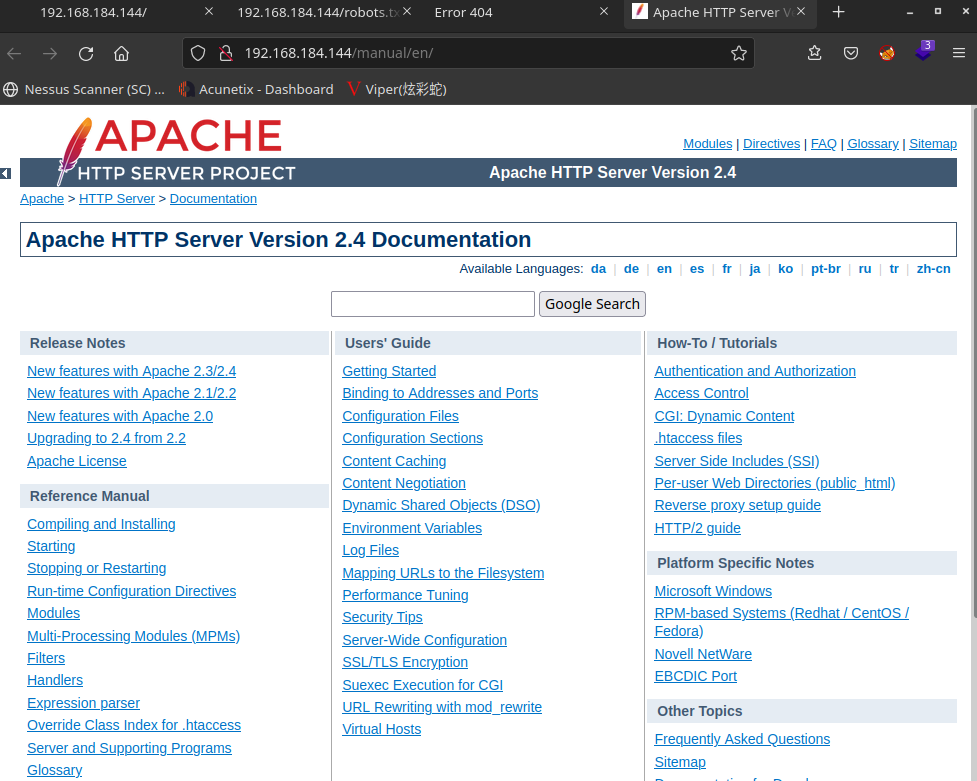 192.168.184.144/
192.168.184.144/robots.tx
Error 404
Apache HTTP Server Ve
192.168.184.144/manual/en/
3
Nessus Scanner (SC) ...
Acunetix - Dashboard
Viper(炫彩蛇)
APACHE
HTTP SERVER PROJECT
Modules | Directives | FAQ | Glossary | Sitemap
Apache HTTP Server Version 2.4
Apache > HTTP Server > Documentation
Apache HTTP Server Version 2.4 Documentation
Available Languages: da | de | en | es | fr | ja | ko | pt-br | ru | tr | zh-cn
Google Search
Release Notes
New features with Apache 2.3/2.4
New features with Apache 2.1/2.2
New features with Apache 2.0
Upgrading to 2.4 from 2.2
Apache License
Reference Manual
Compiling and Installing
Starting
Stopping or Restarting
Run-time Configuration Directives
Modules
Multi-Processing Modules (MPMs)
Filters
Handlers
Expression parser
Override Class Index for .htaccess
Server and Supporting Programs
Glossary
Users' Guide
Getting Started
Binding to Addresses and Ports
Configuration Files
Configuration Sections
Content Caching
Content Negotiation
Dynamic Shared Objects (DSO)
Environment Variables
Log Files
Mapping URLs to the Filesystem
Performance Tuning
Security Tips
Server-Wide Configuration
SSL/TLS Encryption
Suexec Execution for CGI
URL Rewriting with mod_rewrite
Virtual Hosts
How-To / Tutorials
Authentication and Authorization
Access Control
CGI: Dynamic Content
.htaccess files
Server Side Includes (SSI)
Per-user Web Directories (public_html)
Reverse proxy setup guide
HTTP/2 guide
Platform Specific Notes
Microsoft Windows
RPM-based Systems (Redhat / CentOS /
Fedora)
Novell NetWare
EBCDIC Port
Other Topics
Frequently Asked Questions
Sitemap